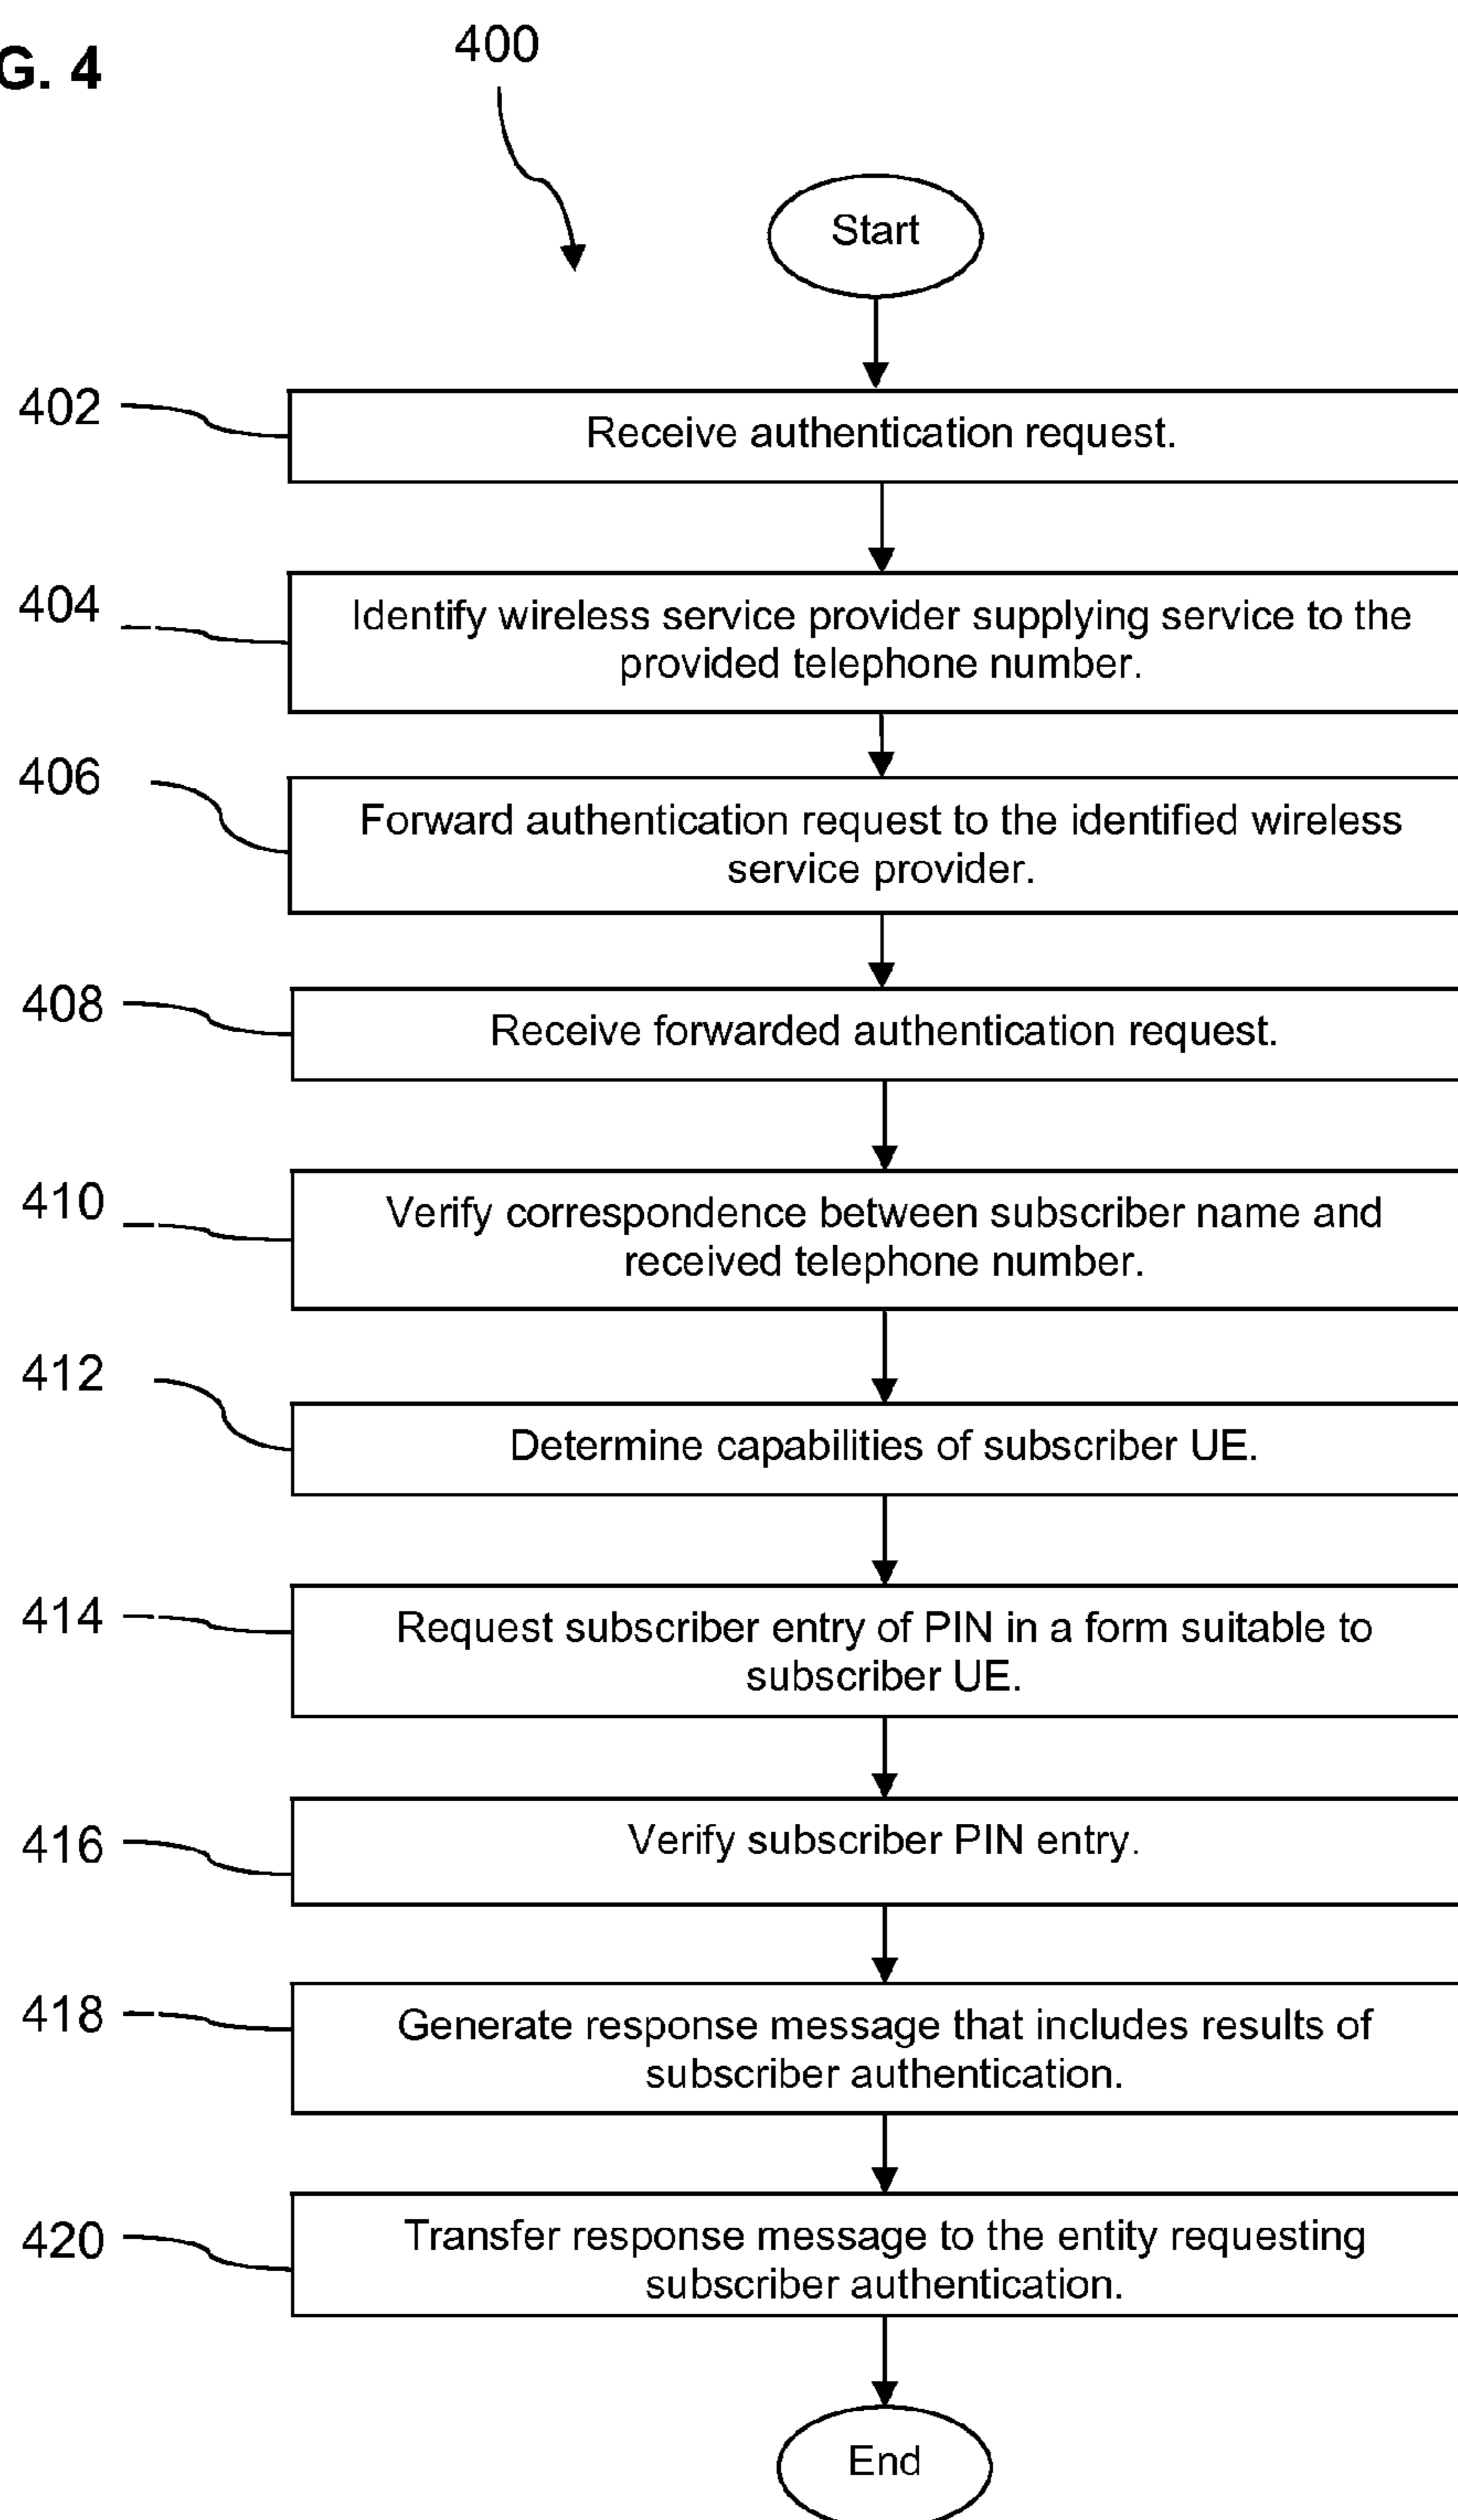 G. 4
400
Start
402
Receive authentication request.
404
Identify wireless service provider supplying service to the
provided telephone number.
406
Forward authentication request to the identified wireless
service provider.
408
Receive forwarded authentication request.
410
Verify correspondence between subscriber name and
received telephone number.
412
Determine capabilities of subscriber UE.
414
Request subscriber entry of PIN in a form suitable to
subscriber UE.
416
Verify subscriber PIN entry.
418
Generate response message that includes results of
subscriber authentication.
420
Transfer response message to the entity requesting
subscriber authentication.
End